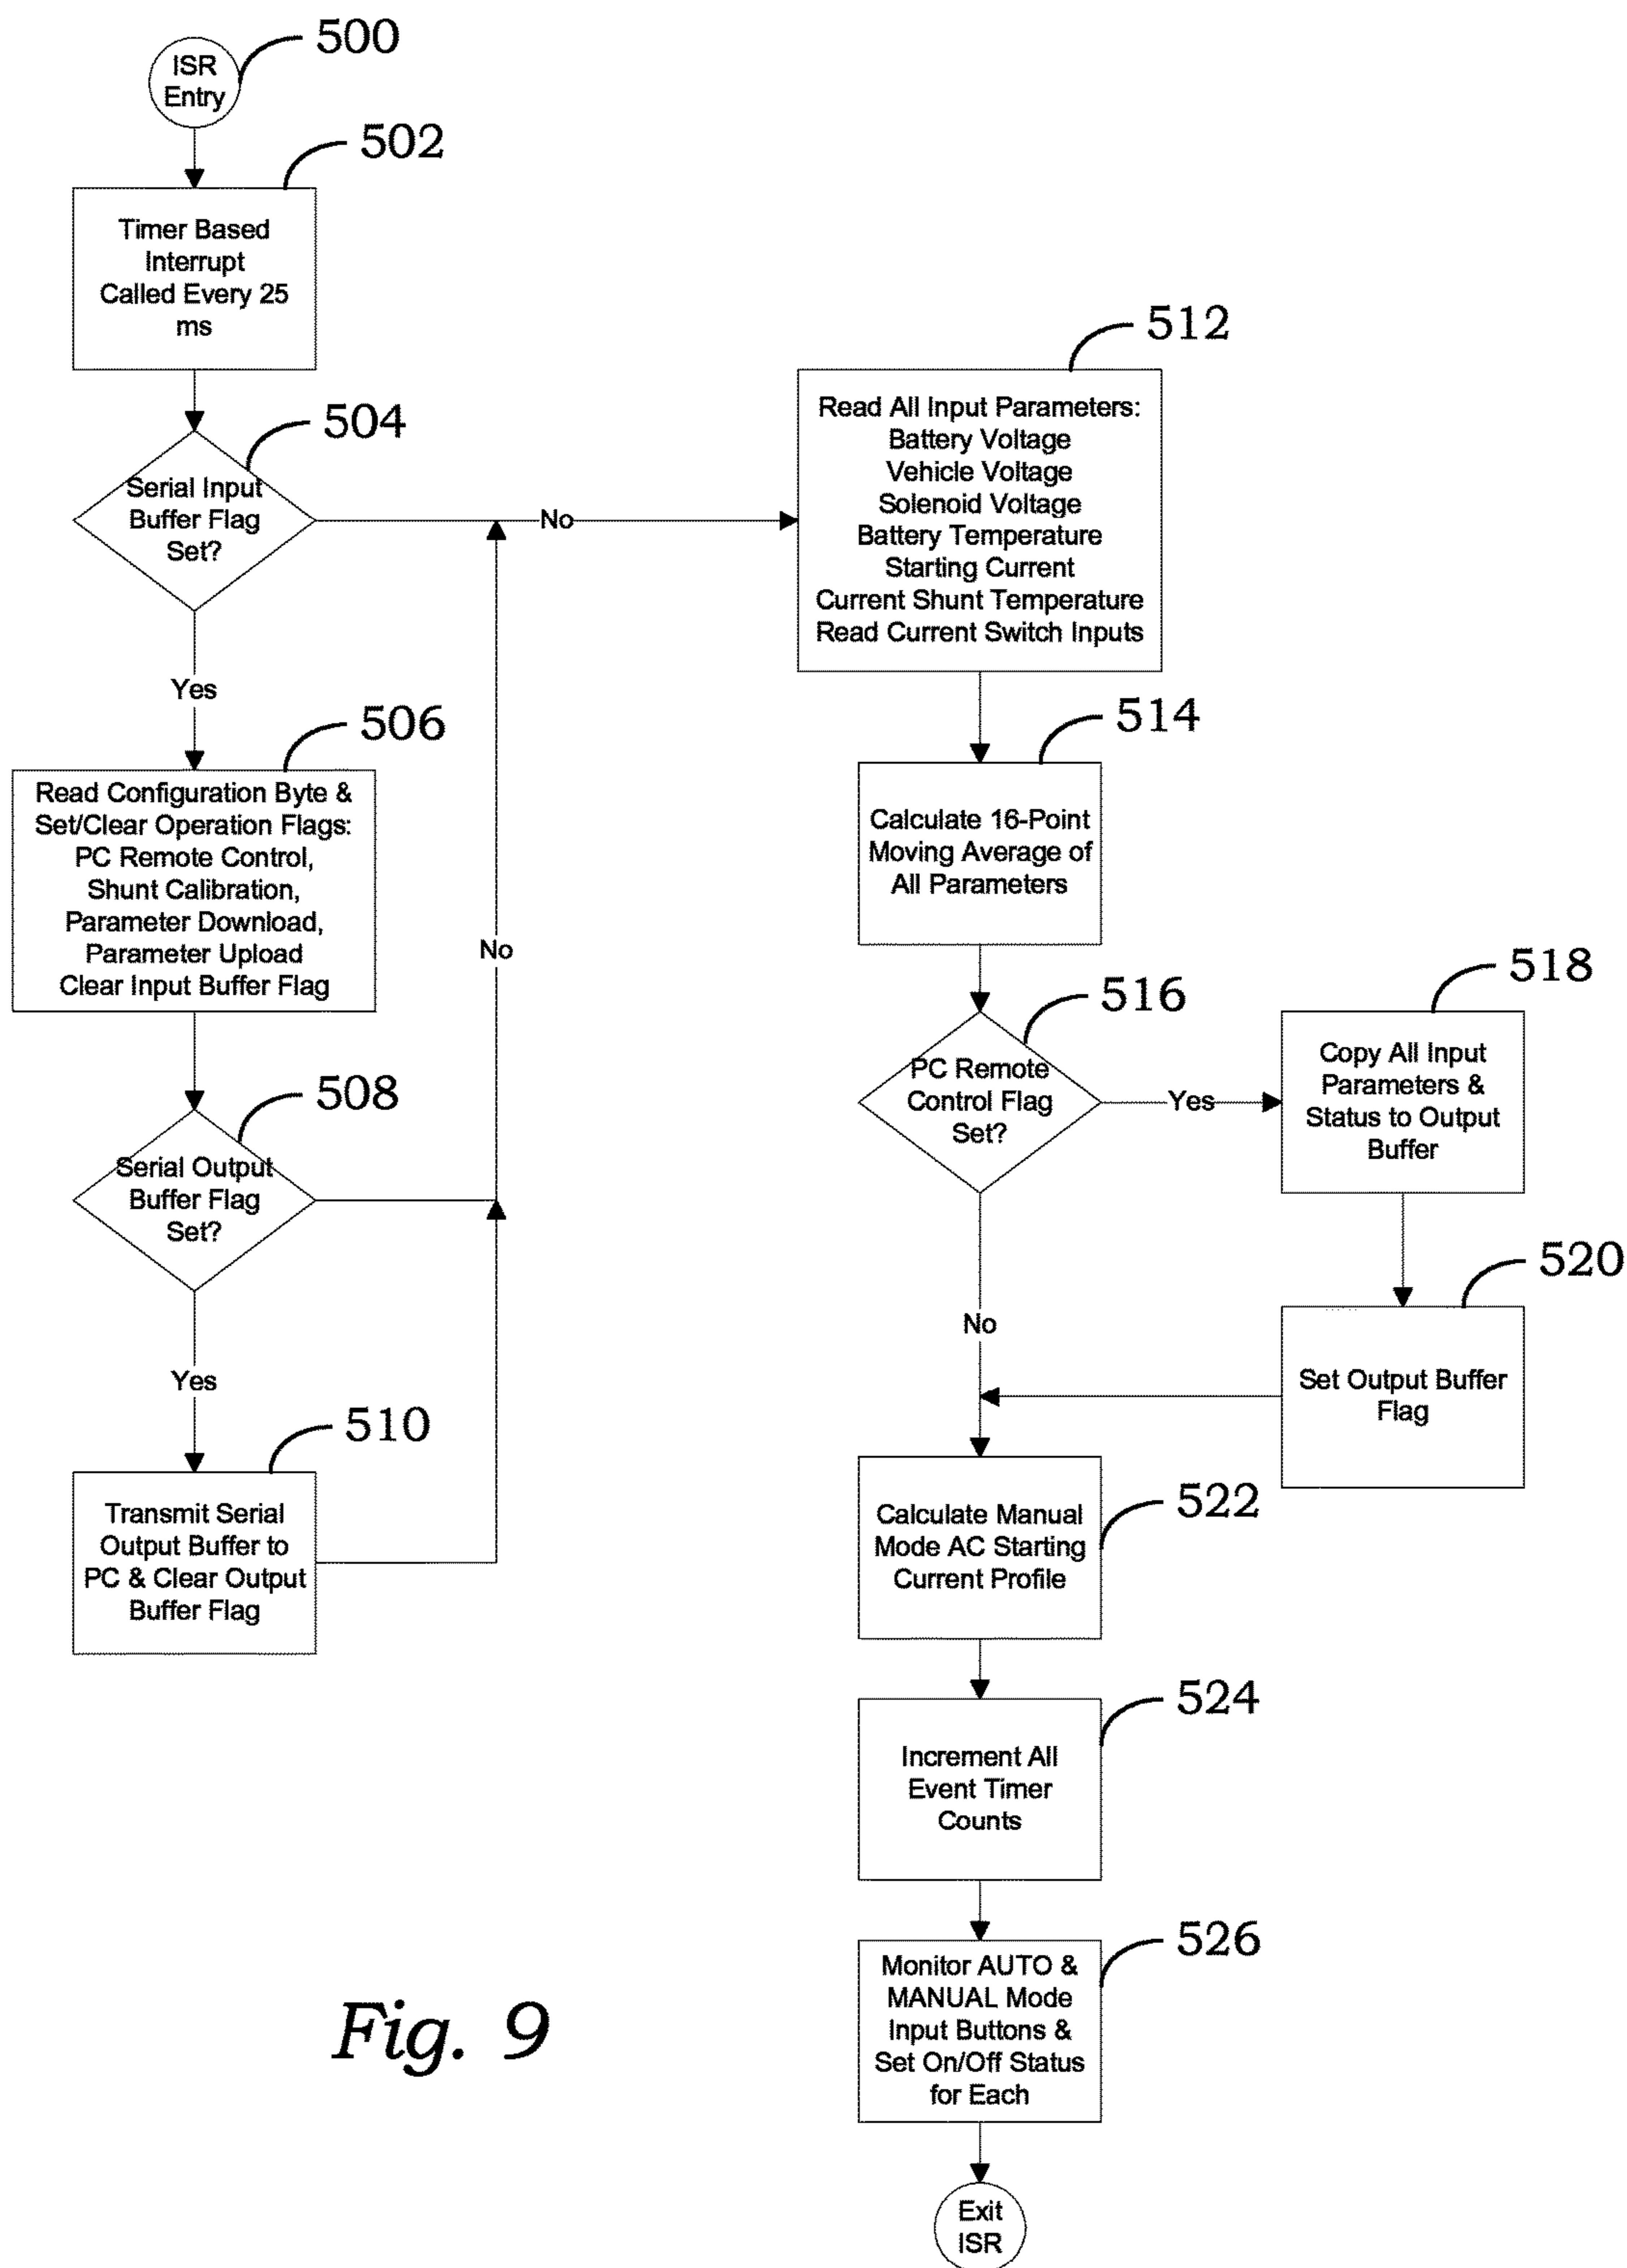 500
ISR
Entry
502
Timer Based
Interrupt
Called Every 25
ms
504
Serial Input
Buffer Flag
Set?
No
Yes
506
Read Configuration Byte &
Set/Clear Operation Flags:
PC Remote Control,
Shunt Calibration,
Parameter Download,
Parameter Upload
Clear Input Buffer Flag
No
508
Serial Output
Buffer Flag
Set?
Yes
510
Transmit Serial
Output Buffer to
PC & Clear Output
Buffer Flag
512
Read All Input Parameters:
Battery Voltage
Vehicle Voltage
Solenoid Voltage
Battery Temperature
Starting Current
Current Shunt Temperature
Read Current Switch Inputs
514
Calculate 16-Point
Moving Average of
All Parameters
516
PC Remote
Control Flag
Set?
Yes
518
Copy All Input
Parameters &
Status to Output
Buffer
520
Set Output Buffer
Flag
No
522
Calculate Manual
Mode AC Starting
Current Profile
524
Increment All
Event Timer
Counts
526
Monitor AUTO &
MANUAL Mode
Input Buttons &
Set On/Off Status
for Each
Exit
ISR
Fig. 9